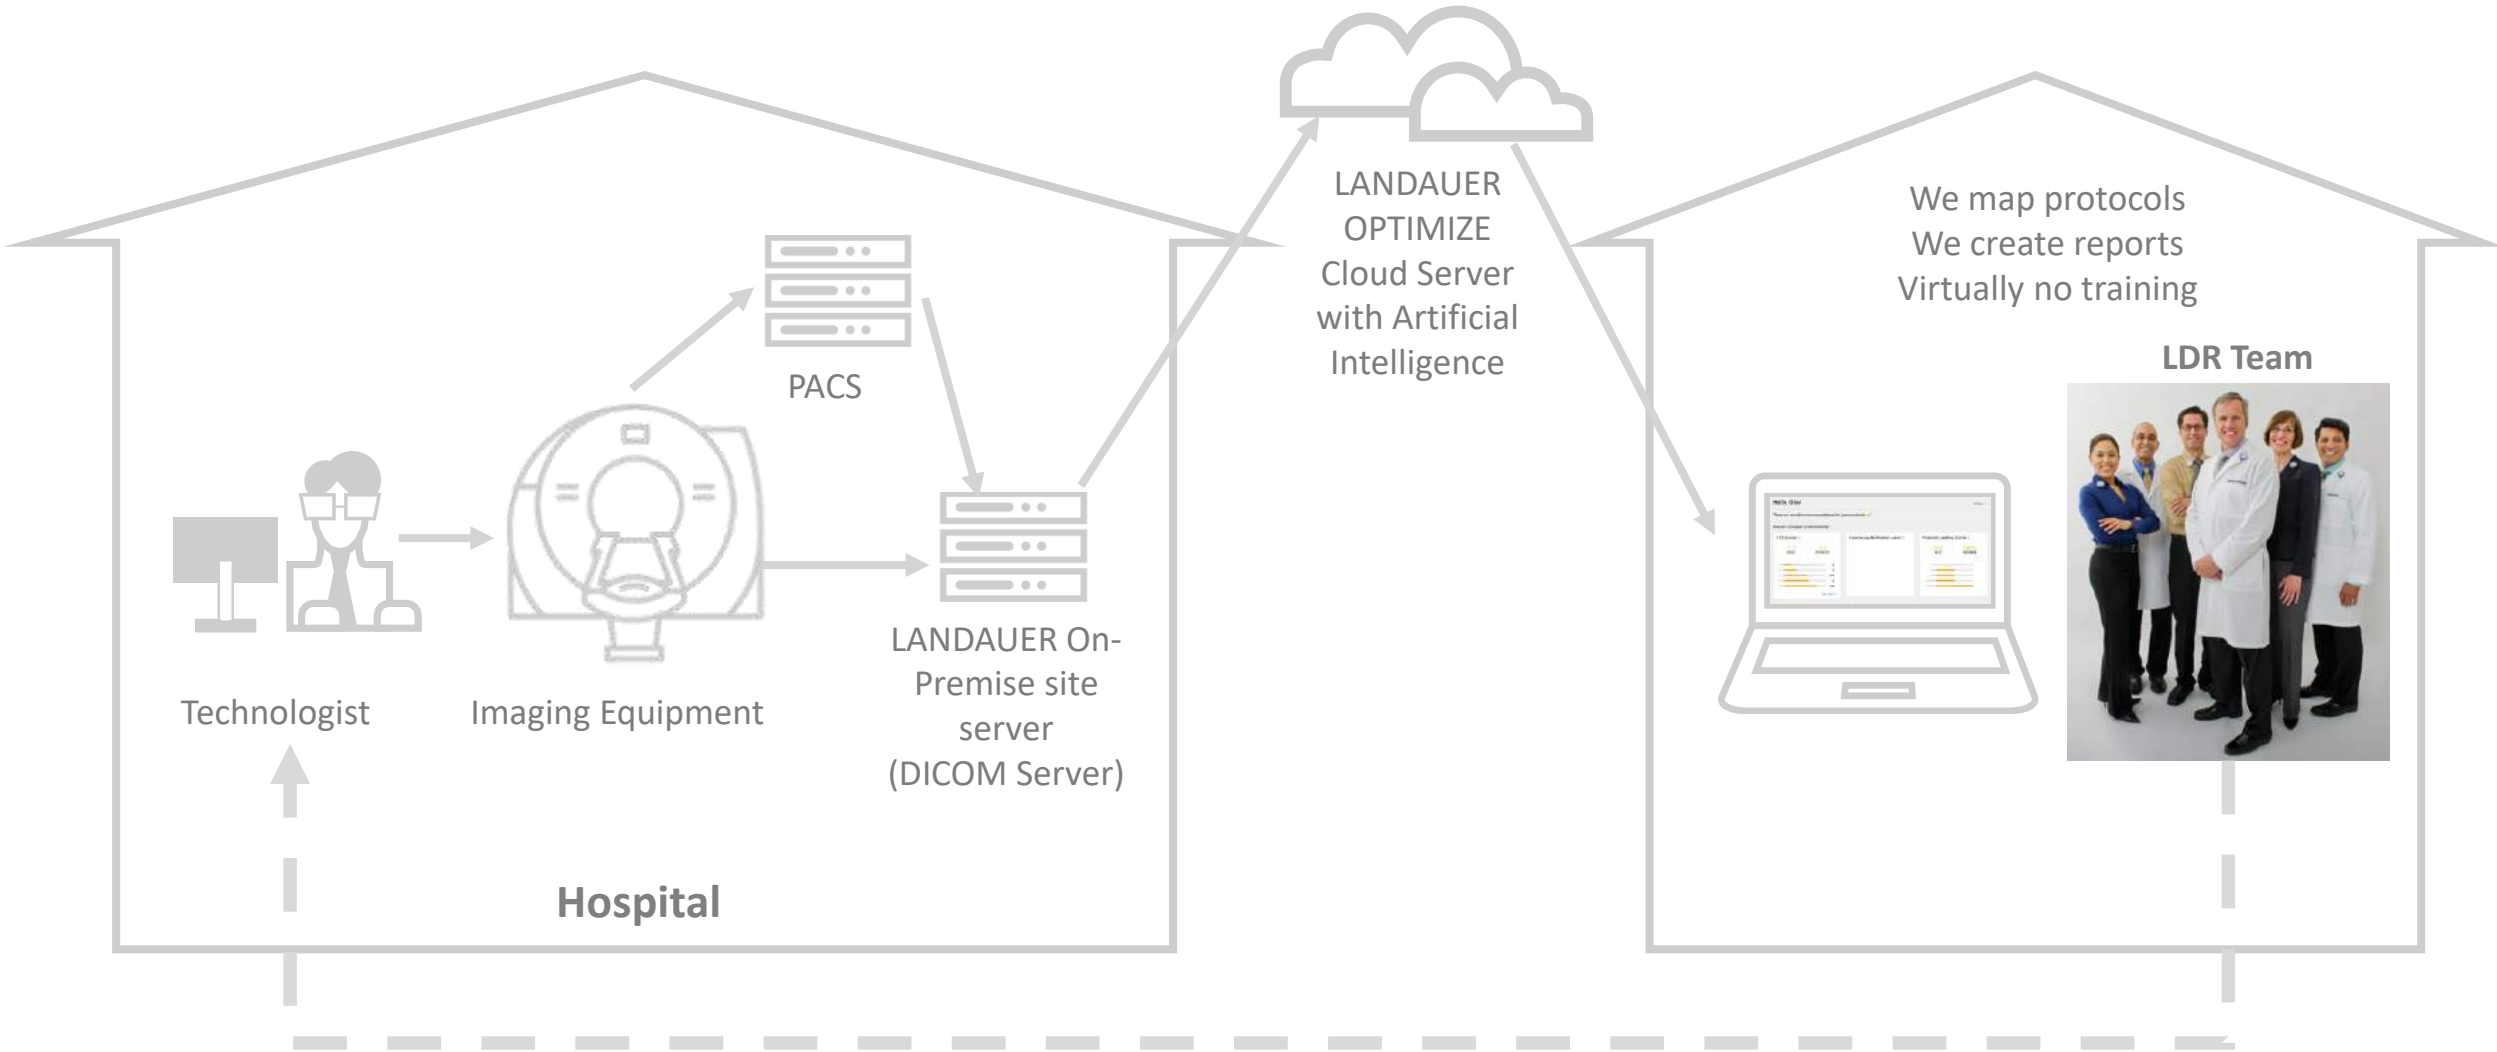 LANDAUER
OPTIMIZE
Cloud Server
with Artificial
Intelligence
We map protocols
We create reports
Virtually no training
LDR Team
PACS
LANDAUER On-
Premise site
server
(DICOM Server)
Technologist
Imaging Equipment
Hospital